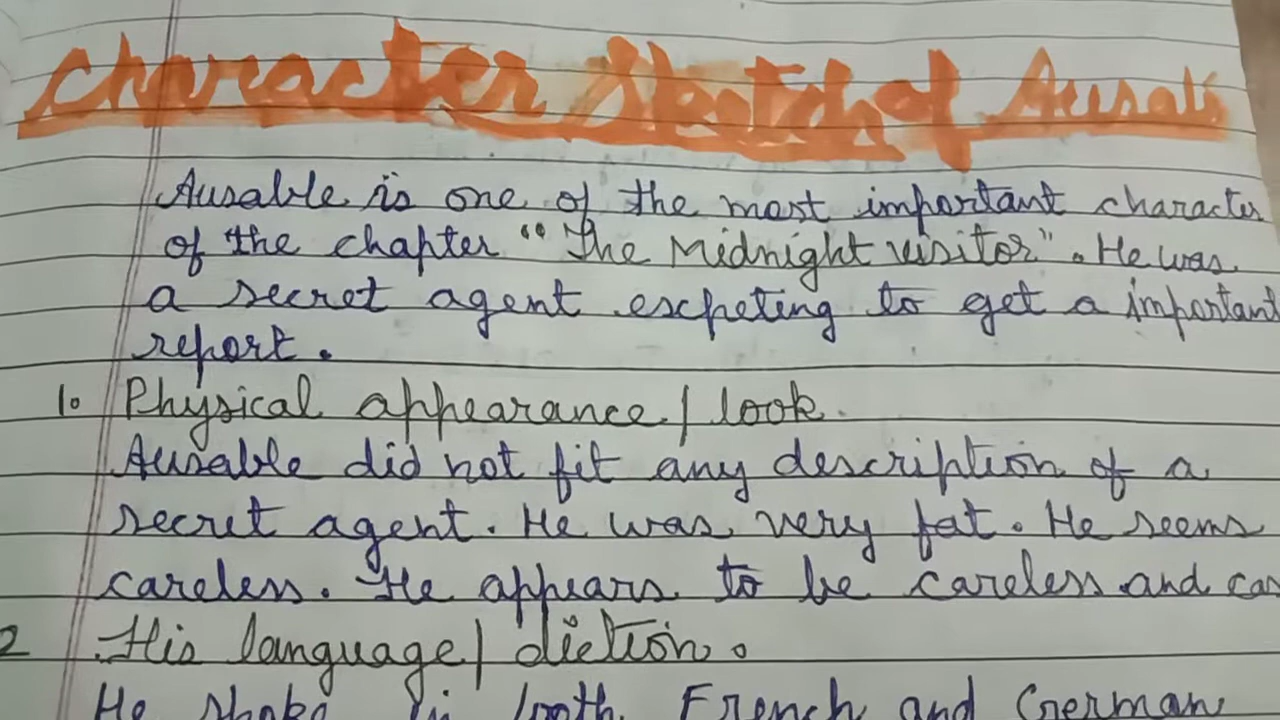 Character Sketch of Ausabl
Ausable is one of the most important character
of the chapter "The Midnight visitor". He was
a secret agent escpeting to get a important
report.
1. Physical appearance/look.
Ausable did not fit any description of a
secret agent. He was very fat. He seems
careless. He appears to be careless and cas
2 His language/diction.
He spoke in both French and German